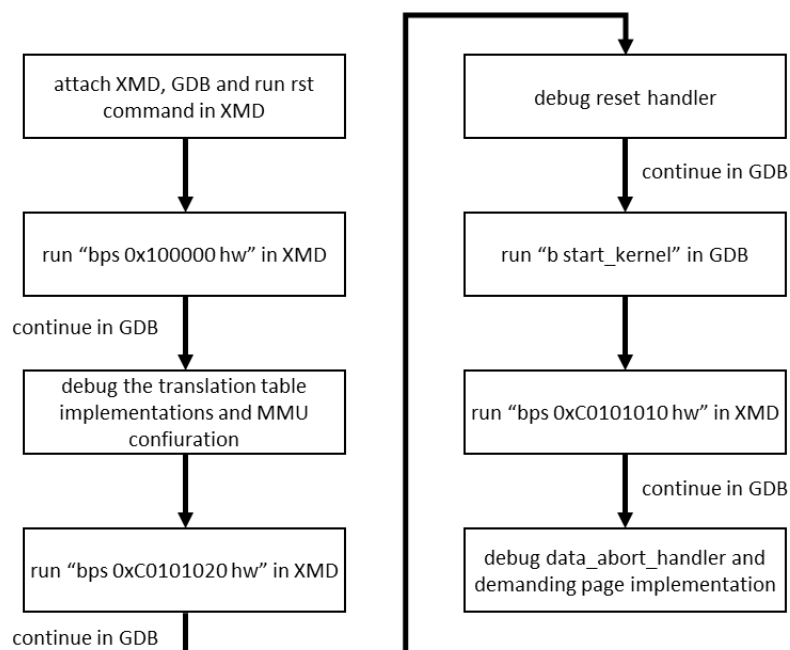 attach XMD, GDB and run rst
command in XMD
run “bps 0x100000 hw” in XMD
continue in GDB
debug the translation table
implementations and MMU
confiuration
run “bps 0xC0101020 hw” in XMD
continue in GDB
debug reset handler
continue in GDB
run “b start_kernel” in GDB
run “bps 0xC0101010 hw” in XMD
continue in GDB
debug data_abort_handler and
demanding page implementation